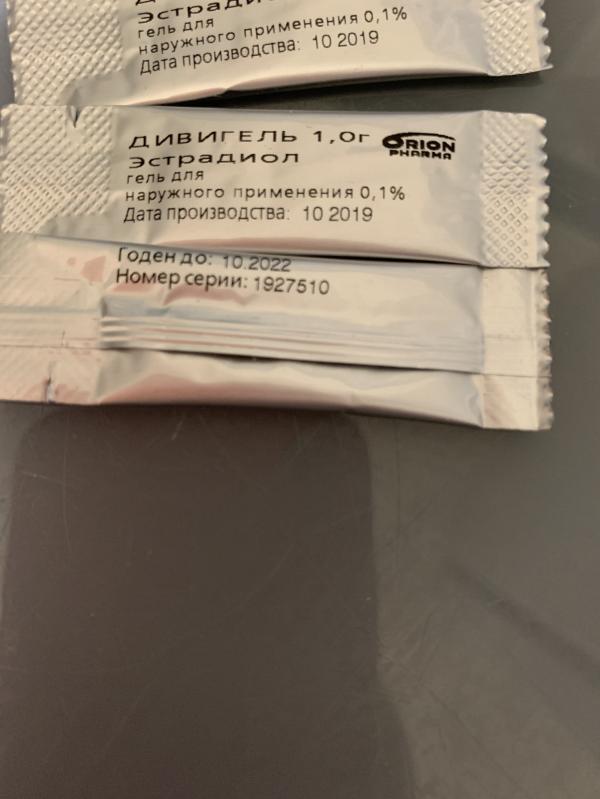 Эстрадиол
гель для
наружного применения 0,1%
Дата производства: 10 2019
ДИВИГЕЛЬ 1,0г
ORION
PHARMA
Эстрадиол
гель для
наружного применения 0,1%
Дата производства: 10 2019
Годен до: 10.2022
Номер серии: 1927510